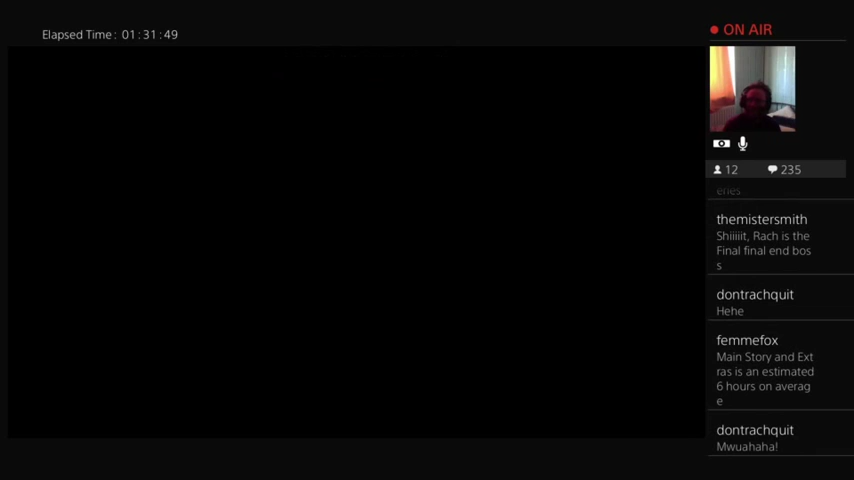 Elapsed Time: 01:31:49
ON AIR
12 235
themistersmith
Shiiiiit, Rach is the
Final final end bos
s
dontrachquit
Hehe
femmefox
Main Story and Ext
ras is an estimated
6 hours on averag
e
dontrachquit
Mwuahaha!